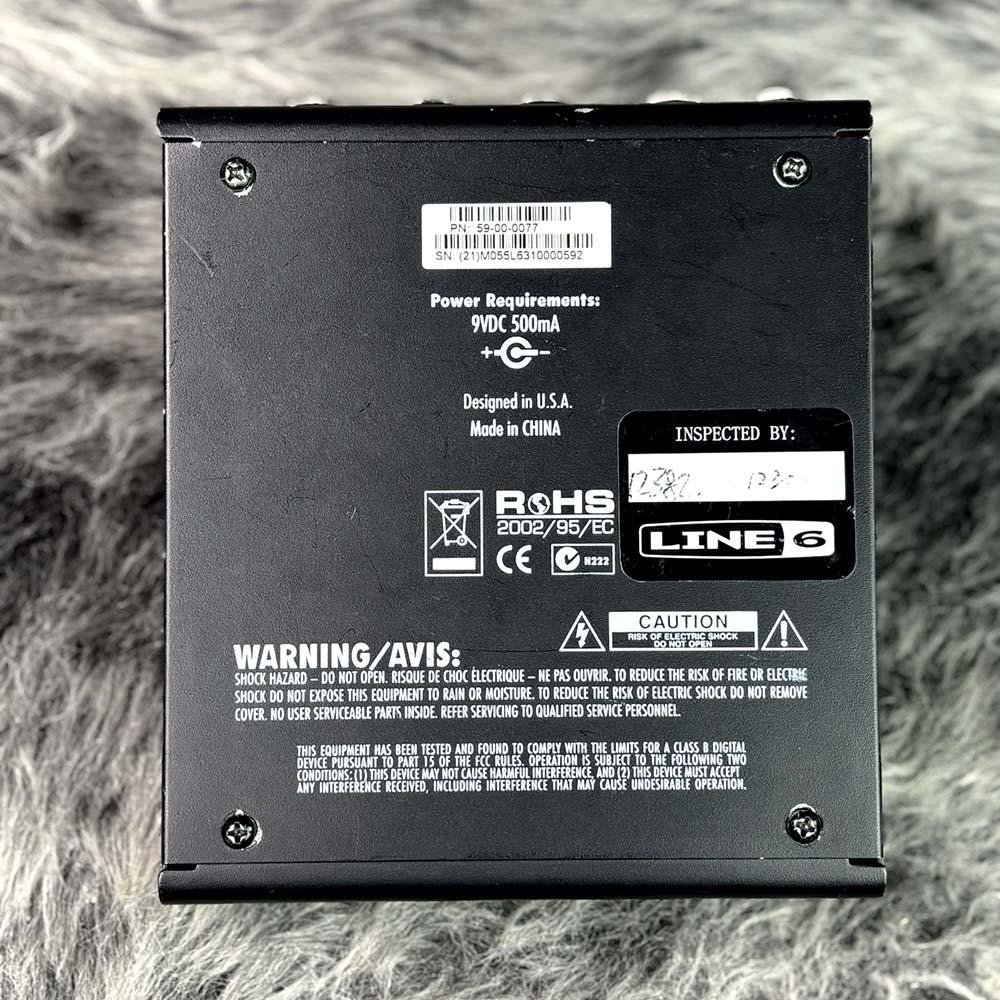 PN: 59-00-0077
SN: (21)M055L6310000592
Power Requirements:
9VDC 500mA
+ -
Designed in U.S.A.
Made in CHINA
INSPECTED BY:
12382
LINE 6
RoHS
2002/95/EC
CE N222
CAUTION
RISK OF ELECTRIC SHOCK
DO NOT OPEN
WARNING/AVIS:
SHOCK HAZARD – DO NOT OPEN. RISQUE DE CHOC ÉLECTRIQUE – NE PAS OUVRIR. TO REDUCE THE RISK OF FIRE OR ELECTRIC
SHOCK DO NOT EXPOSE THIS EQUIPMENT TO RAIN OR MOISTURE. TO REDUCE THE RISK OF ELECTRIC SHOCK DO NOT REMOVE
COVER. NO USER SERVICEABLE PARTS INSIDE. REFER SERVICING TO QUALIFIED SERVICE PERSONNEL.
THIS EQUIPMENT HAS BEEN TESTED AND FOUND TO COMPLY WITH THE LIMITS FOR A CLASS B DIGITAL
DEVICE PURSUANT TO PART 15 OF THE FCC RULES. OPERATION IS SUBJECT TO THE FOLLOWING TWO
CONDITIONS: (1) THIS DEVICE MAY NOT CAUSE HARMFUL INTERFERENCE, AND (2) THIS DEVICE MUST ACCEPT
ANY INTERFERENCE RECEIVED, INCLUDING INTERFERENCE THAT MAY CAUSE UNDESIRABLE OPERATION.